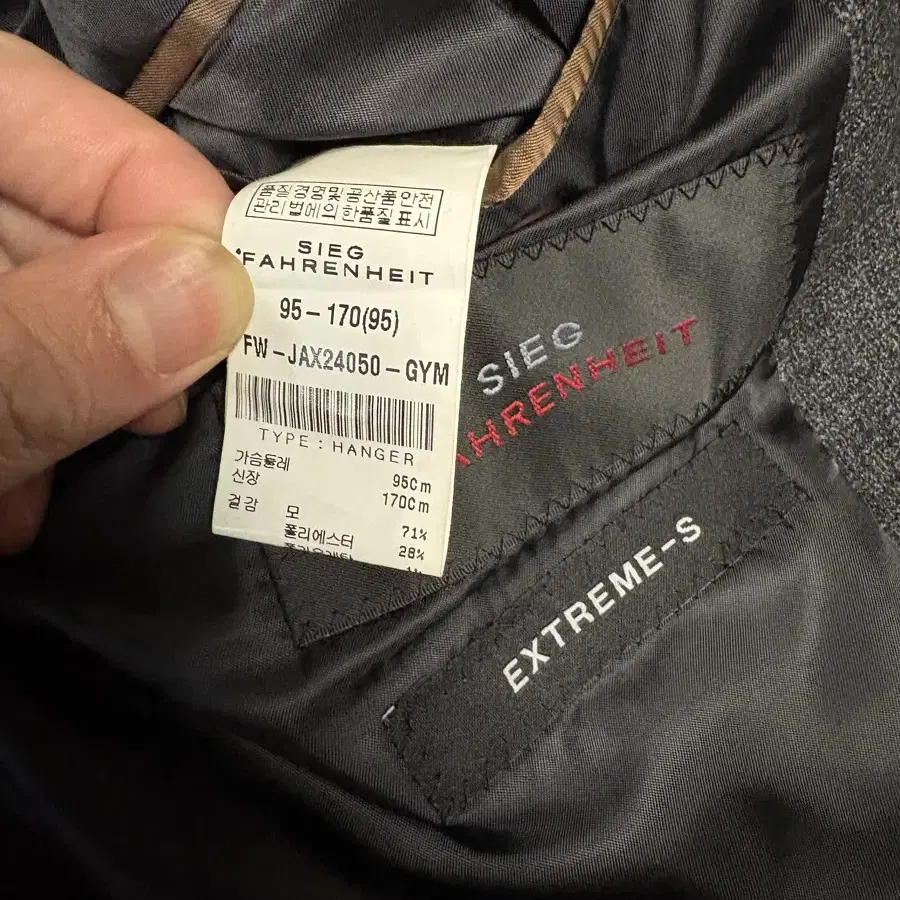 품질경영및공산품안전
관리법에의한품질표시
SIEG
FAHRENHEIT
95-170(95)
FW-JAX24050-GYM
TYPE : HANGER
가슴둘레 95Cm
신장 170Cm
겉감 모 71%
폴리에스터 28%
SIEG
AHRENHEIT
EXTREME-S